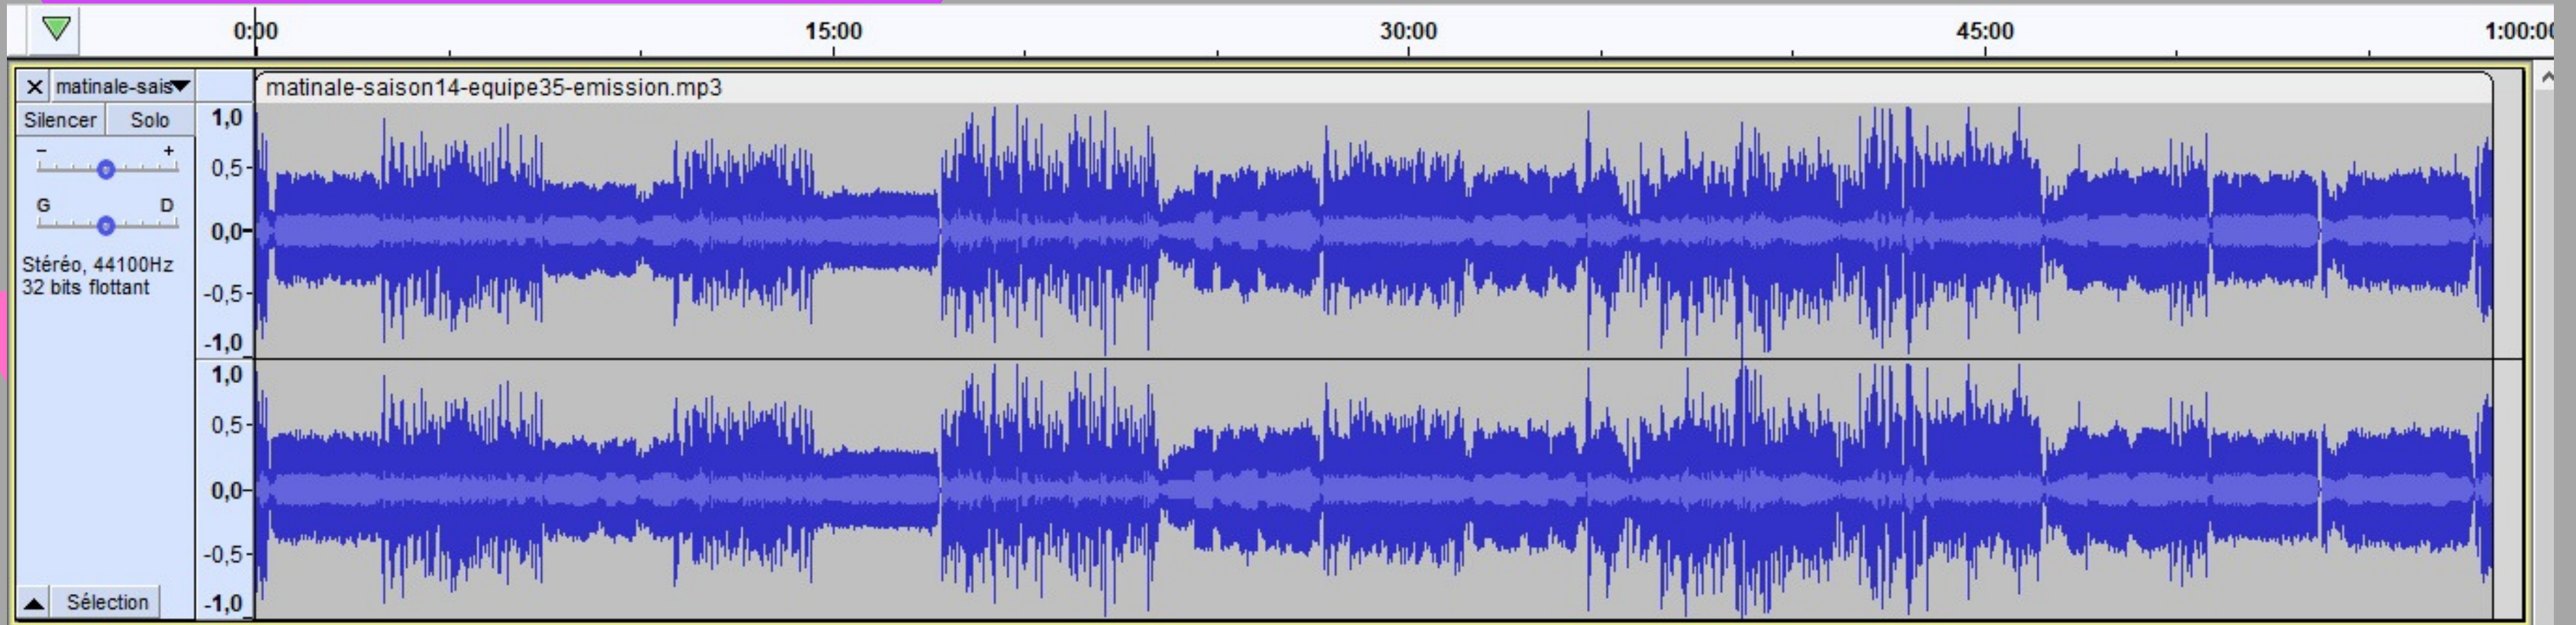 0:00 15:00 30:00 45:00 1:00:00
× matinale-sais matinale-saison14-equipe35-emission.mp3
Silencer Solo 1,0
- + 0,5
G D 0,0
Stéréo, 44100Hz
32 bits flottant -0,5
-1,0
1,0
0,5
0,0
-0,5
Sélection -1,0